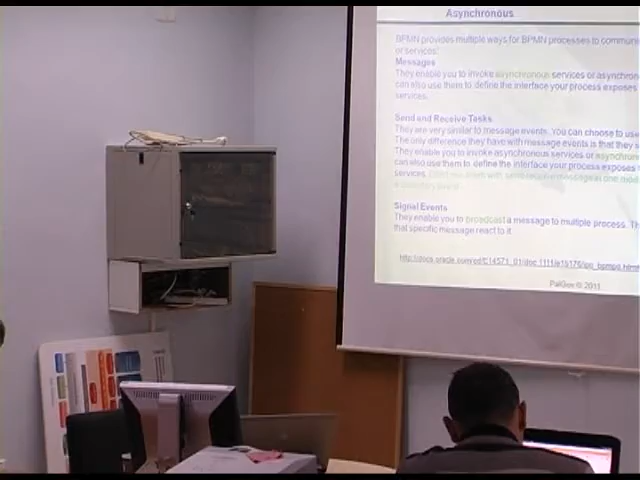 Asynchronous
BPMN provides multiple ways for BPMN processes to commun
or services:
Messages
They enable you to invoke asynchronous services or asynchron
can also use them to define the interface your process exposes
services.
Send and Receive Tasks
They are very similar to message events. You can choose to use
The only difference they have with message events is that they s
They enable you to invoke asynchronous services or asynchron
can also use them to define the interface your process exposes
services.
Signal Events
They enable you to broadcast a message to multiple process. Th
that specific message react to it
PalGov © 2011